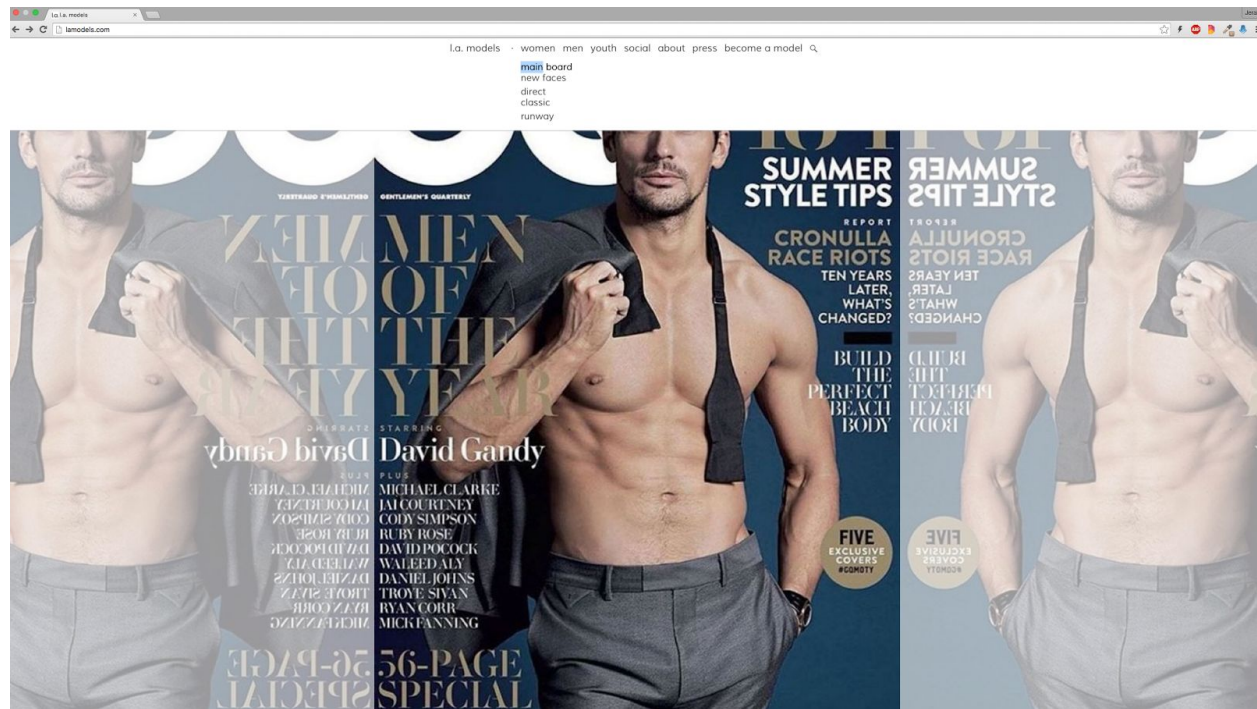 l.a. l.a. models
Jera
lamodels.com
l.a. models · women men youth social about press become a model
main board
new faces
direct
classic
runway
GENTLEMEN'S QUARTERLY
MEN
OF
THE
YEAR
STARRING
David Gandy
PLUS
MICHAEL CLARKE
JAI COURTNEY
CODY SIMPSON
RUBY ROSE
DAVID POCOCK
WALEED ALY
DANIEL JOHNS
TROYE SIVAN
RYAN CORR
MICK FANNING
56-PAGE
SPECIAL
SUMMER
STYLE TIPS
REPORT
CRONULLA
RACE RIOTS
TEN YEARS
LATER,
WHAT'S
CHANGED?
BUILD
THE
PERFECT
BEACH
BODY
FIVE
EXCLUSIVE
COVERS
#GQMOTY